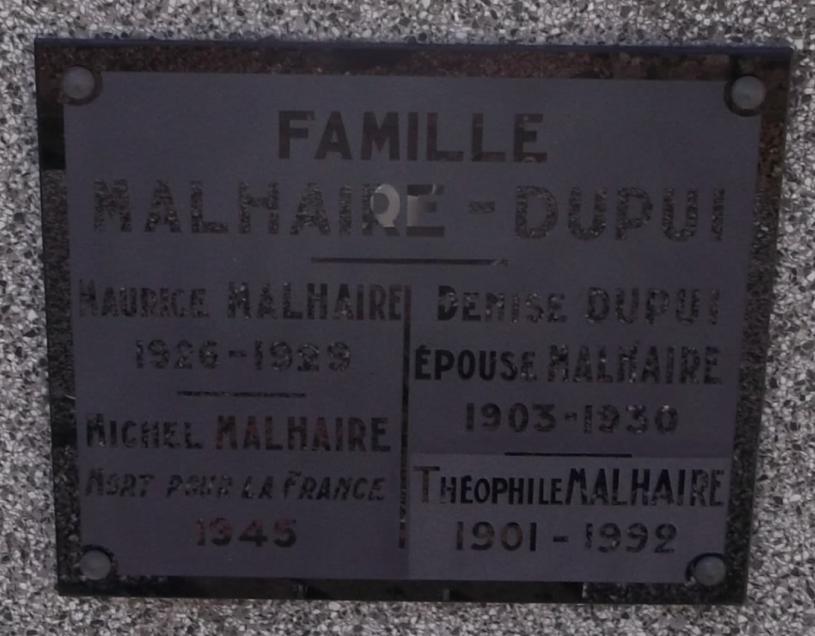 FAMILLE
MALHAIRE - DUPUI
MAURICE MALHAIRE
1926 - 1929
MICHEL MALHAIRE
MORT POUR LA FRANCE
1945
DENISE DUPUI
ÉPOUSE MALHAIRE
1903 - 1930
THÉOPHILE MALHAIRE
1901 - 1992